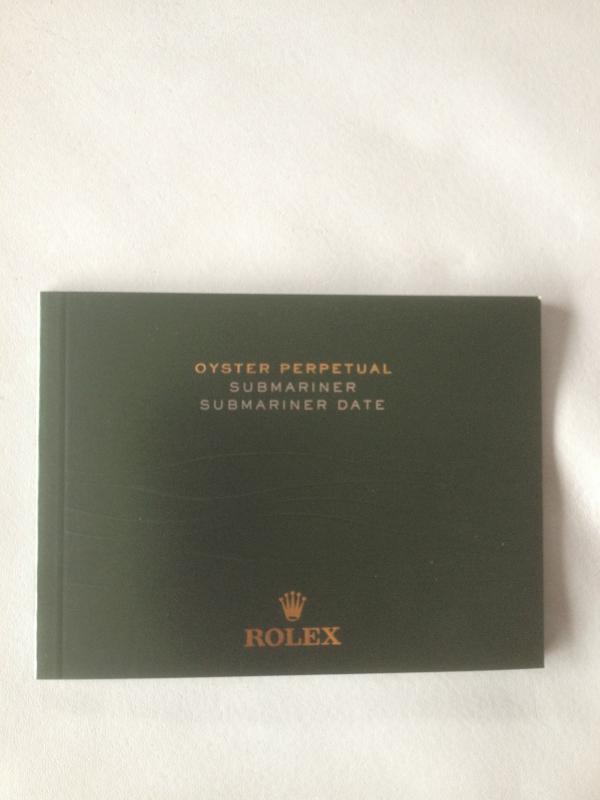 OYSTER PERPETUAL
SUBMARINER
SUBMARINER DATE
ROLEX